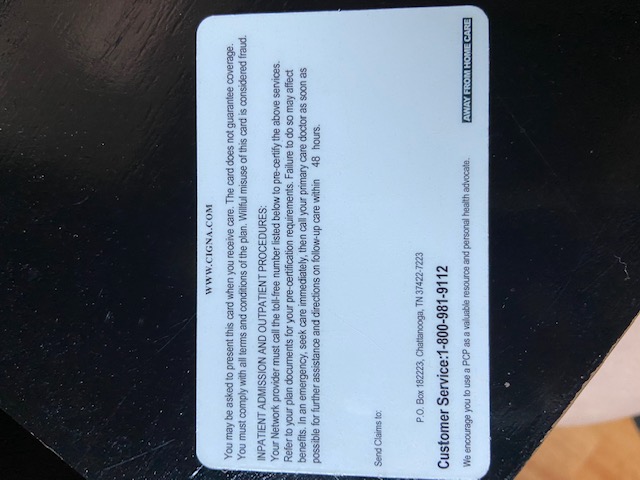 WWW.CIGNA.COM
You may be asked to present this card when you receive care. The card does not guarantee coverage.
You must comply with all terms and conditions of the plan. Willful misuse of this card is considered fraud.
INPATIENT ADMISSION AND OUTPATIENT PROCEDURES:
Your Network provider must call the toll-free number listed below to pre-certify the above services.
Refer to your plan documents for your pre-certification requirements. Failure to do so may affect
benefits. In an emergency, seek care immediately, then call your primary care doctor as soon as
possible for further assistance and directions on follow-up care within 48 hours.
Send Claims to:
P.O. Box 182223, Chattanooga, TN 37422-7223
Customer Service:1-800-981-9112
We encourage you to use a PCP as a valuable resource and personal health advocate.
AWAY FROM HOME CARE